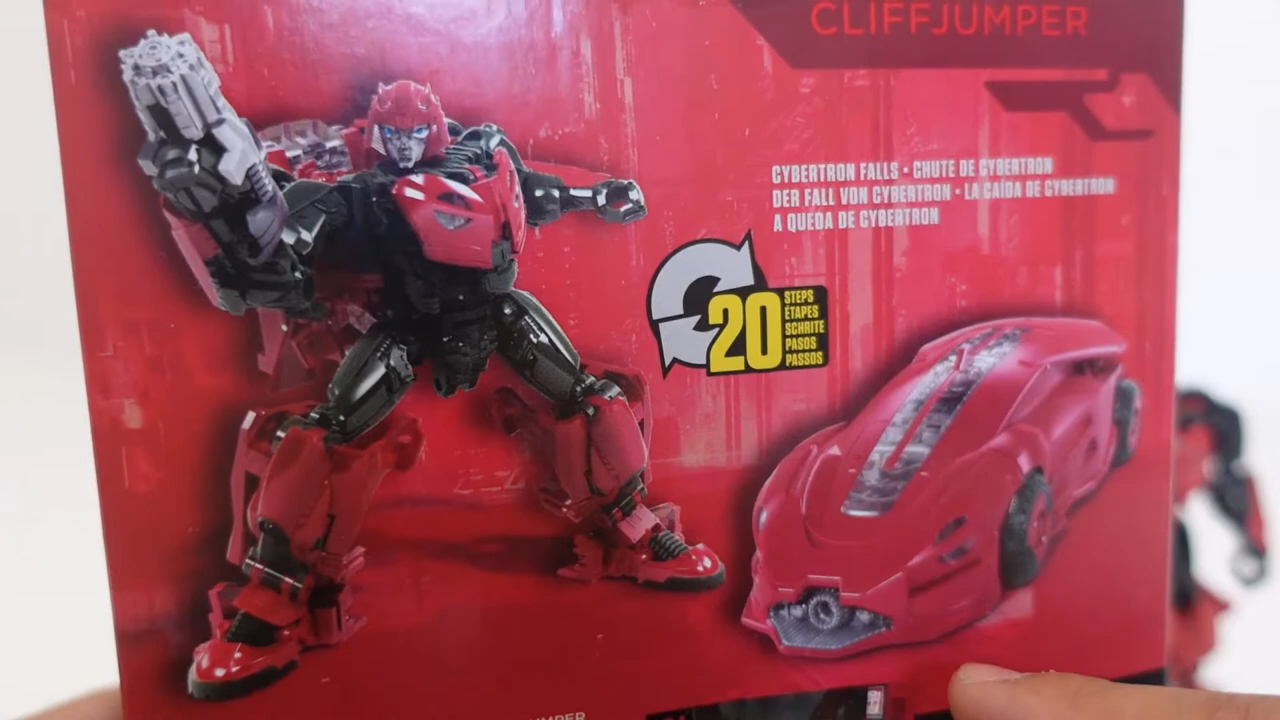 CLIFFJUMPER
CYBERTRON FALLS • CHUTE DE CYBERTRON
DER FALL VON CYBERTRON • LA CAÍDA DE CYBERTRON
A QUEDA DE CYBERTRON
20
STEPS
ÉTAPES
SCHRITE
PASOS
PASSOS